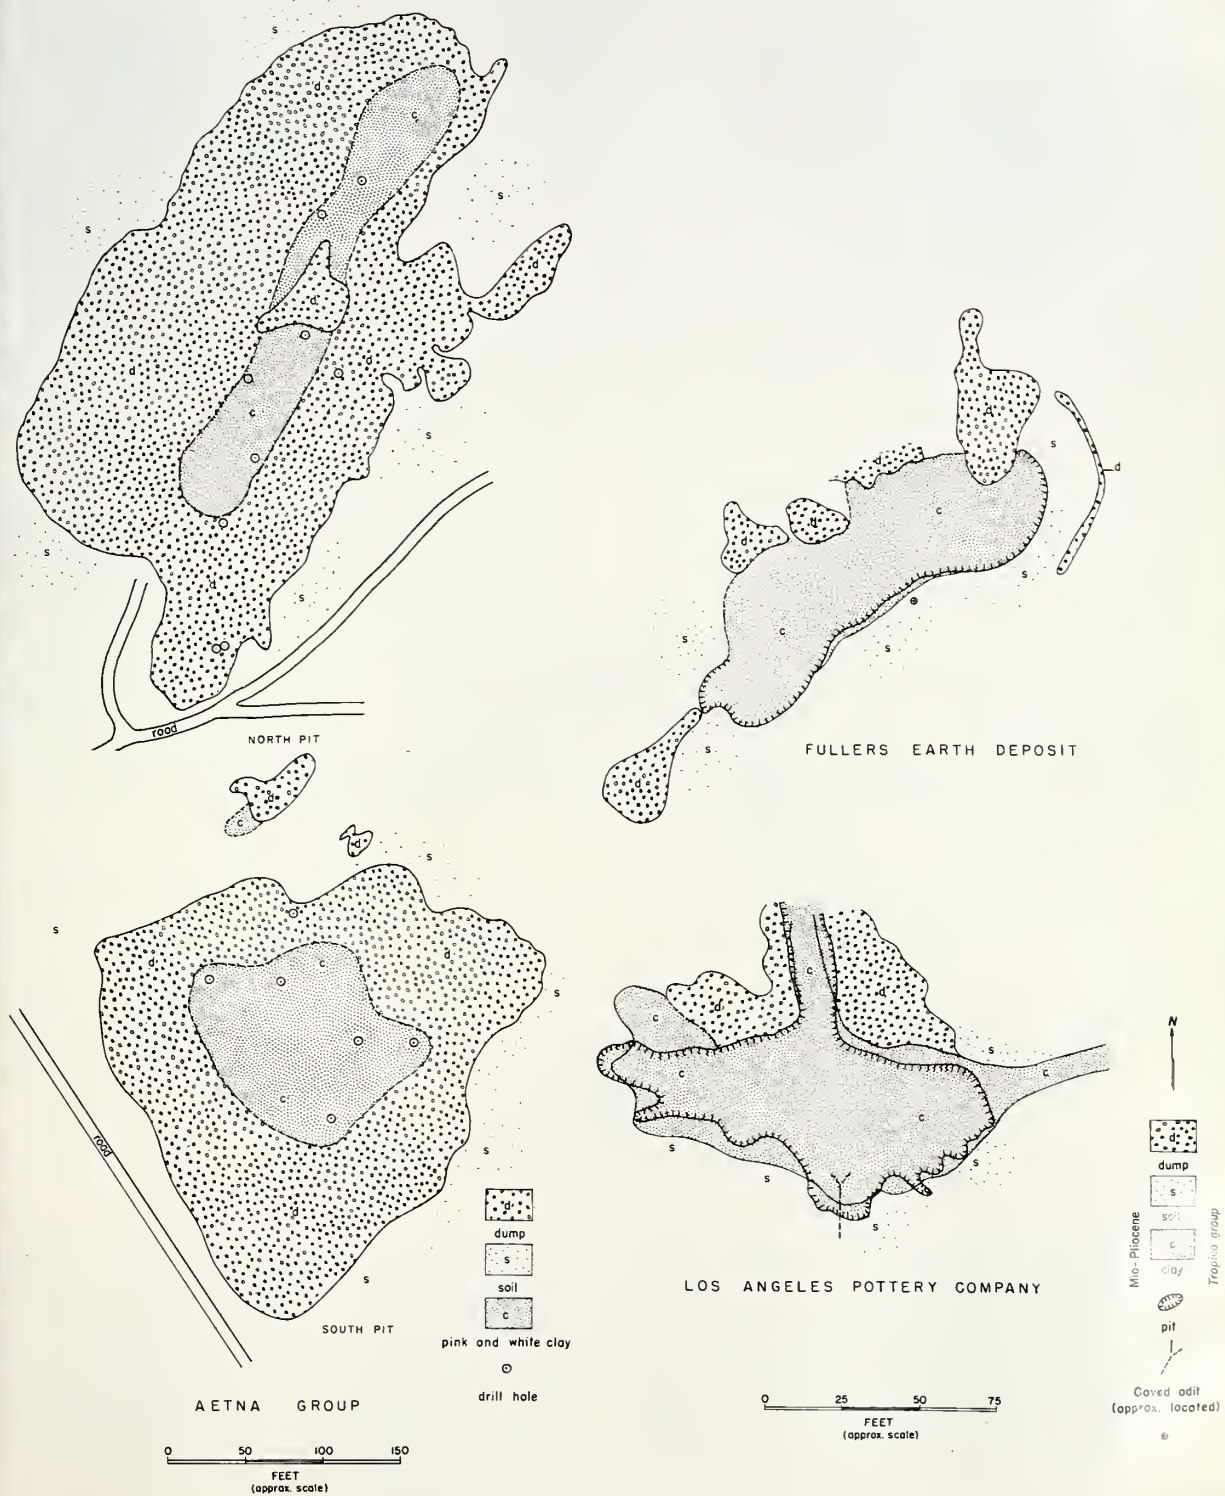 s
d
c
s
s
d
d
d
d
c
s
s
d
s
road
NORTH PIT
d
s
d
d
d
d
c
s
s
c
s
d
s
FULLERS EARTH DEPOSIT
d
c
d
s
s
d
d
c
s
c
s
road
d
s
SOUTH PIT
d
dump
s
soil
c
pink and white clay
drill hole
AETNA GROUP
0 50 100 150
FEET
(approx. scale)
c
d
d
c
s
c
c
c
s
s
s
s
LOS ANGELES POTTERY COMPANY
0 25 50 75
FEET
(approx. scale)
N
d
dump
s
soil
c
clay
Mio-Pliocene
Tropico group
pit
Caved adit
(approx. located)